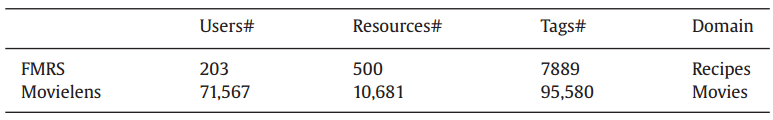 Users# Resources# Tags# Domain
FMRS 203 500 7889 Recipes
Movielens 71,567 10,681 95,580 Movies